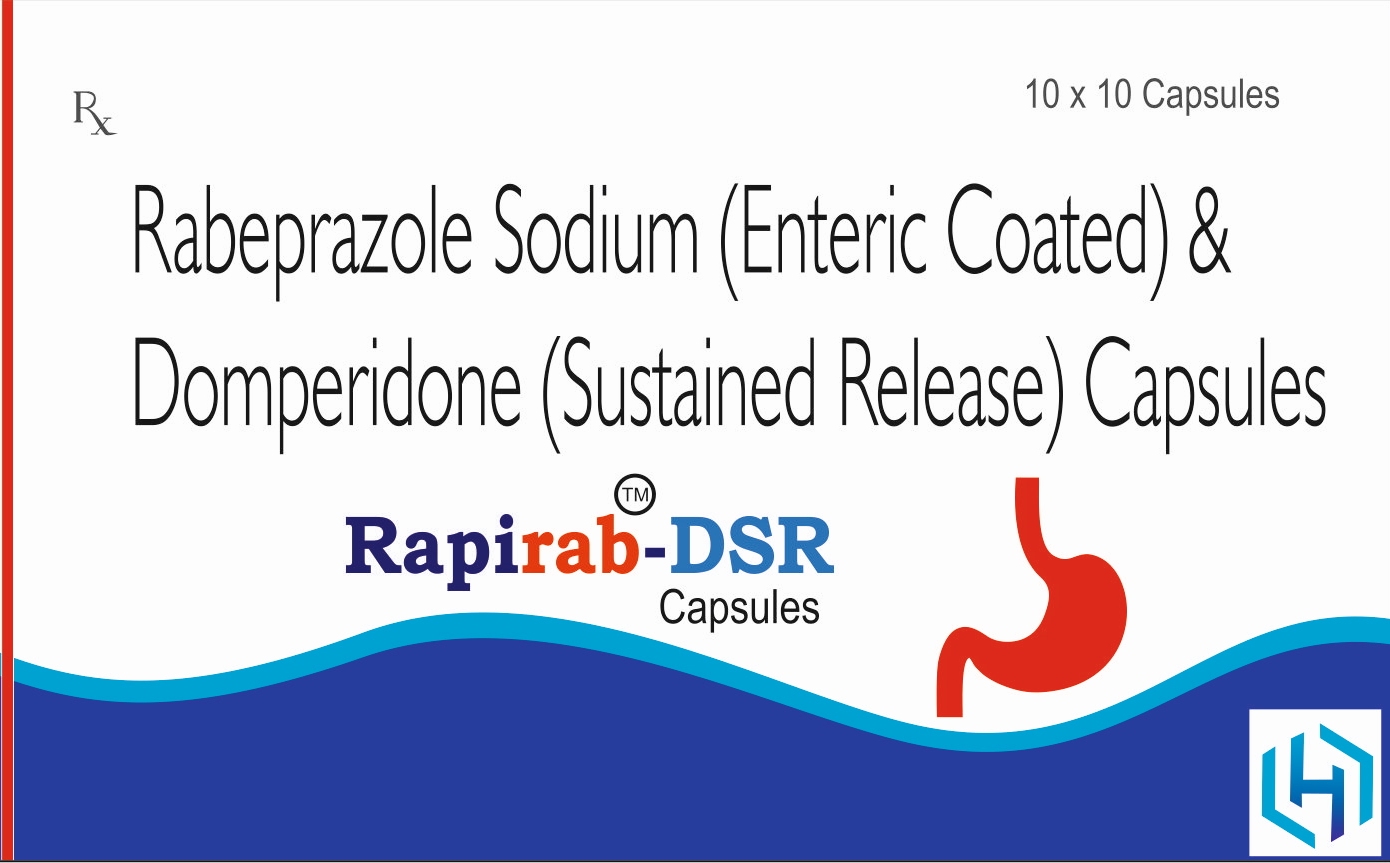 Rx
10 x 10 Capsules
Rabeprazole Sodium (Enteric Coated) &
Domperidone (Sustained Release) Capsules
Rapirab-DSR TM
Capsules